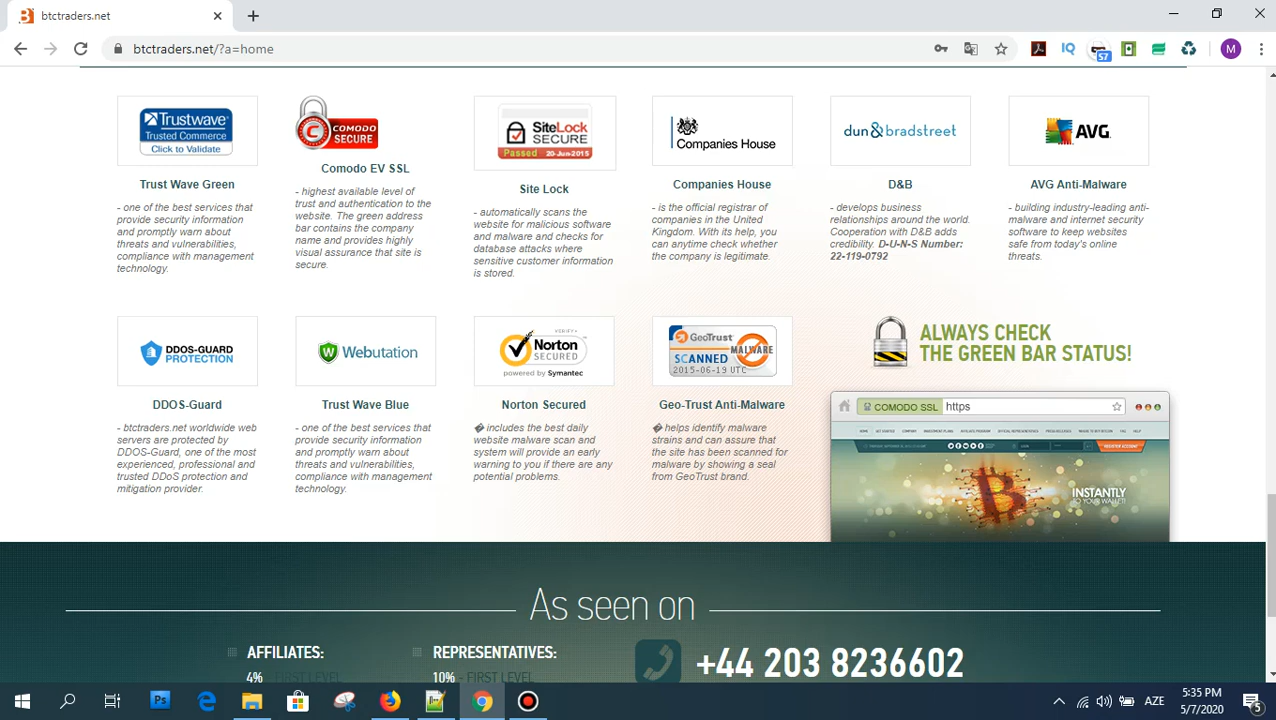 btctraders.net
btctraders.net/?a=home
IQ
57
M
Trustwave
Trusted Commerce
Click to Validate
COMODO
SECURE
SiteLock
SECURE
Passed 20-Jun-2015
Companies House
dun&bradstreet
AVG.
Trust Wave Green
Comodo EV SSL
Site Lock
Companies House
D&B
AVG Anti-Malware
- one of the best services that
provide security information
and promptly warn about
threats and vulnerabilities,
compliance with management
technology.
- highest available level of
trust and authentication to the
website. The green address
bar contains the company
name and provides highly
visual assurance that site is
secure.
- automatically scans the
website for malicious software
and malware and checks for
database attacks where
sensitive customer information
is stored.
- is the official registrar of
companies in the United
Kingdom. With its help, you
can anytime check whether
the company is legitimate.
- develops business
relationships around the world.
Cooperation with D&B adds
credibility. D-U-N-S Number:
22-119-0792
- building industry-leading anti-
malware and internet security
software to keep websites
safe from today's online
threats.
DDOS-GUARD
PROTECTION
Webutation
VERIFY
Norton
SECURED
powered by Symantec
GeoTrust
SCANNED MALWARE
2015-06-19 UTC
ALWAYS CHECK
THE GREEN BAR STATUS!
DDOS-Guard
Trust Wave Blue
Norton Secured
Geo-Trust Anti-Malware
- btctraders.net worldwide web
servers are protected by
DDOS-Guard, one of the most
experienced, professional and
trusted DDoS protection and
mitigation provider.
- one of the best services that
provide security information
and promptly warn about
threats and vulnerabilities,
compliance with management
technology.
� includes the best daily
website malware scan and
system will provide an early
warning to you if there are any
potential problems.
� helps identify malware
strains and can assure that
the site has been scanned for
malware by showing a seal
from GeoTrust brand.
COMODO SSL https
INSTANTLY
TO YOUR WALLET!
As seen on
AFFILIATES:
4% - FIRST LEVEL
REPRESENTATIVES:
10% - FIRST LEVEL
+44 203 8236602
Ps
AZE
5:35 PM
5/7/2020
5